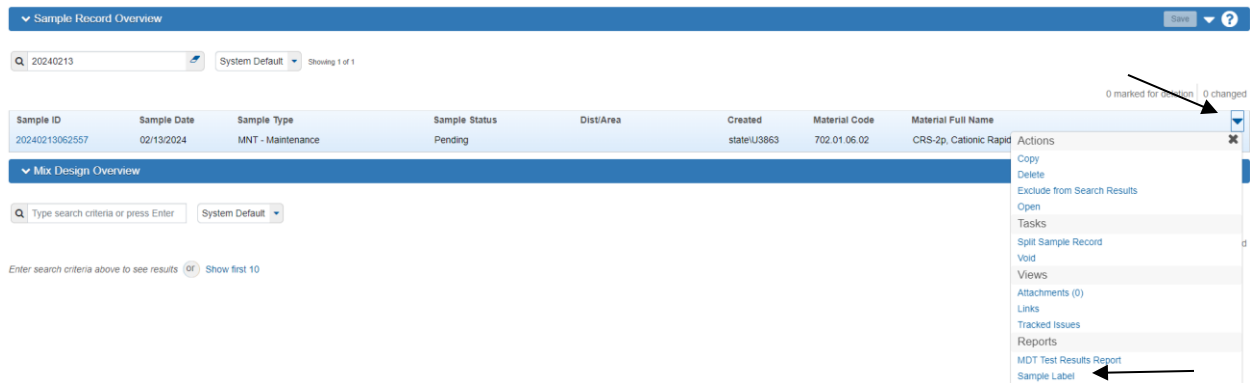 Sample Record Overview
Save ?
20240213 System Default Showing 1 of 1
0 marked for deletion 0 changed
Sample ID Sample Date Sample Type Sample Status Dist/Area Created Material Code Material Full Name
20240213062557 02/13/2024 MNT - Maintenance Pending state\U3863 702.01.06.02 CRS-2p, Cationic Rapid
Actions
Copy
Delete
Exclude from Search Results
Open
Tasks
Split Sample Record
Void
Views
Attachments (0)
Links
Tracked Issues
Reports
MDT Test Results Report
Sample Label
Mix Design Overview
Type search criteria or press Enter System Default
d
Enter search criteria above to see results or Show first 10